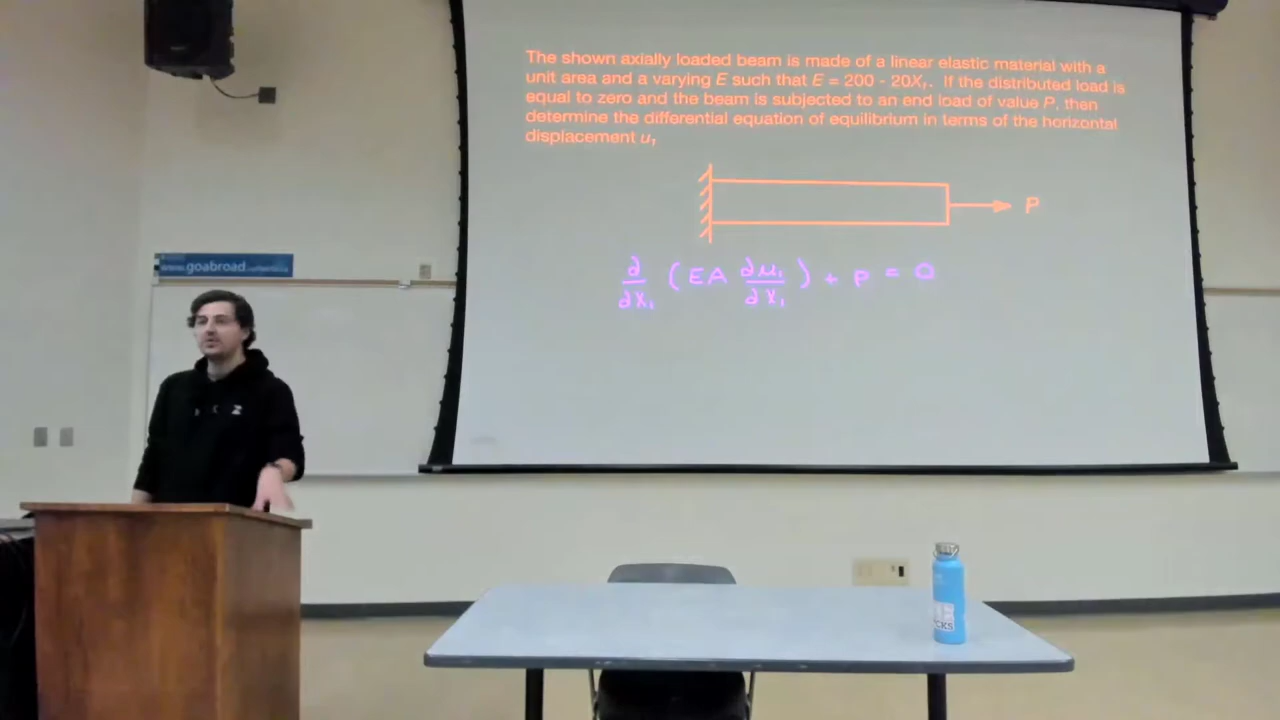 The shown axially loaded beam is made of a linear elastic material with a
unit area and a varying E such that E = 200 - 20X₁. If the distributed load is
equal to zero and the beam is subjected to an end load of value P, then
determine the differential equation of equilibrium in terms of the horizontal
displacement u₁
P
∂/∂X₁ (EA ∂u₁/∂X₁) + p = 0
www.goabroad
CKS